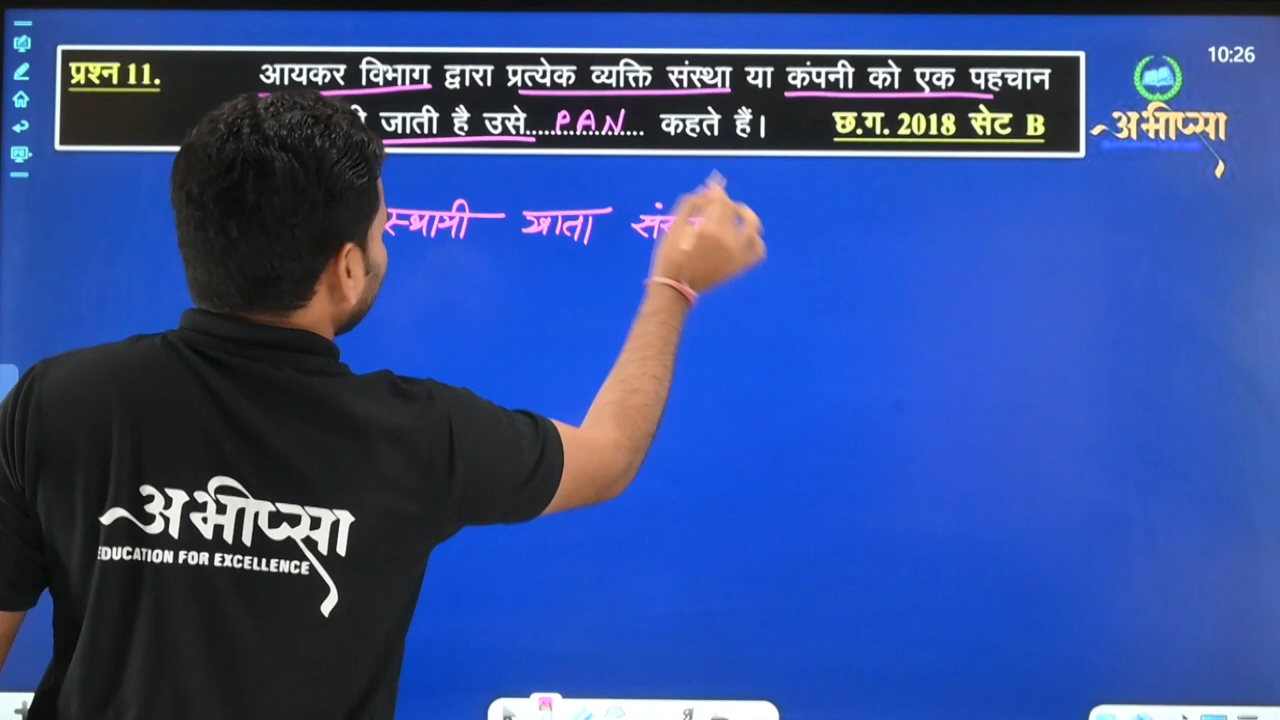 10:26
प्रश्न 11. आयकर विभाग द्वारा प्रत्येक व्यक्ति संस्था या कंपनी को एक पहचान
जाती है उसे......PAN...... कहते हैं। छ.ग. 2018 सेट B
अभीप्सा
स्थायी खाता
अभीप्सा
EDUCATION FOR EXCELLENCE